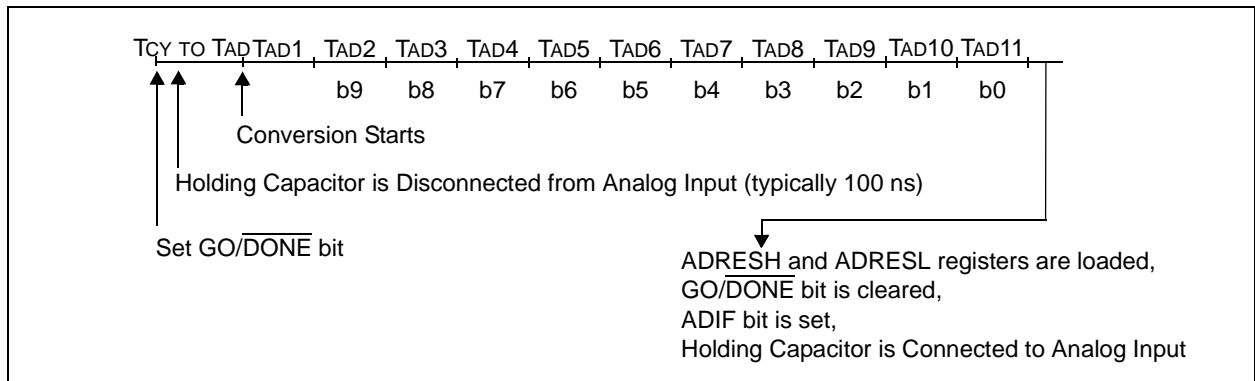 TCY TO TAD TAD1 TAD2 TAD3 TAD4 TAD5 TAD6 TAD7 TAD8 TAD9 TAD10 TAD11
b9 b8 b7 b6 b5 b4 b3 b2 b1 b0
Conversion Starts
Holding Capacitor is Disconnected from Analog Input (typically 100 ns)
Set GO/DONE bit
ADRESH and ADRESL registers are loaded,
GO/DONE bit is cleared,
ADIF bit is set,
Holding Capacitor is Connected to Analog Input